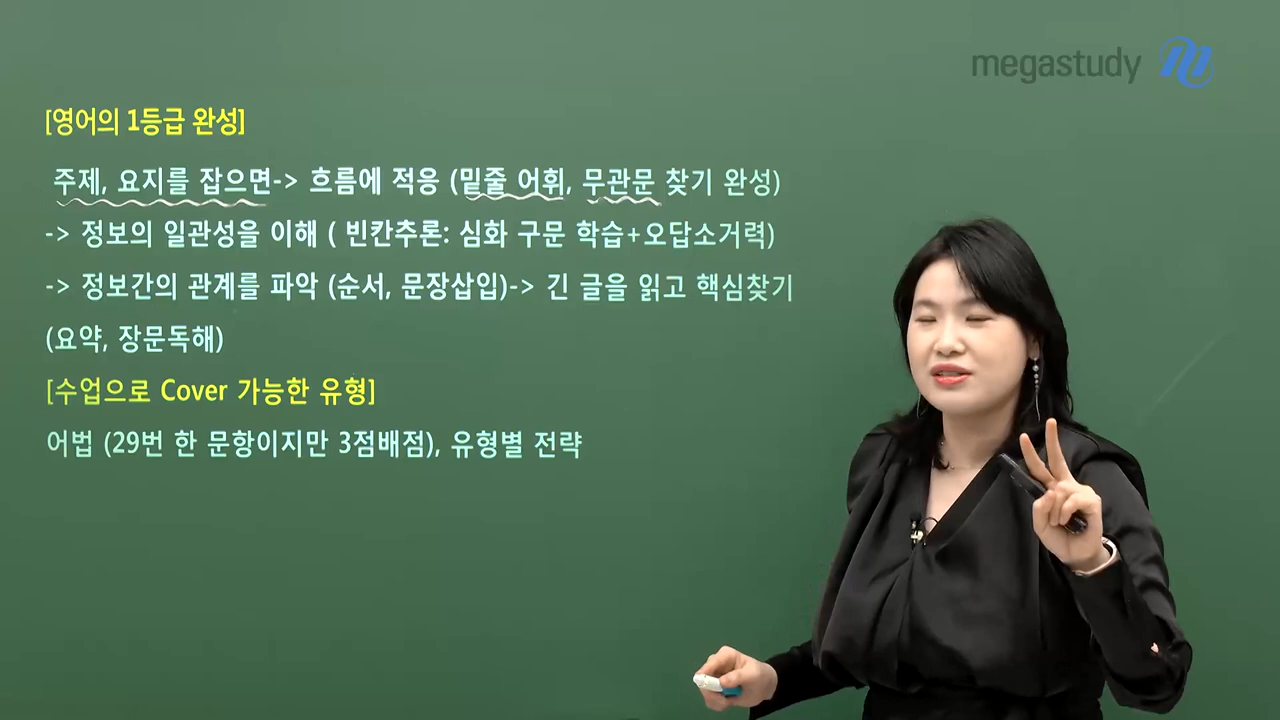 megastudy
[영어의 1등급 완성]
주제, 요지를 잡으면-> 흐름에 적응 (밑줄 어휘, 무관문 찾기 완성)
-> 정보의 일관성을 이해 ( 빈칸추론: 심화 구문 학습+오답소거력)
-> 정보간의 관계를 파악 (순서, 문장삽입)-> 긴 글을 읽고 핵심찾기
(요약, 장문독해)
[수업으로 Cover 가능한 유형]
어법 (29번 한 문항이지만 3점배점), 유형별 전략